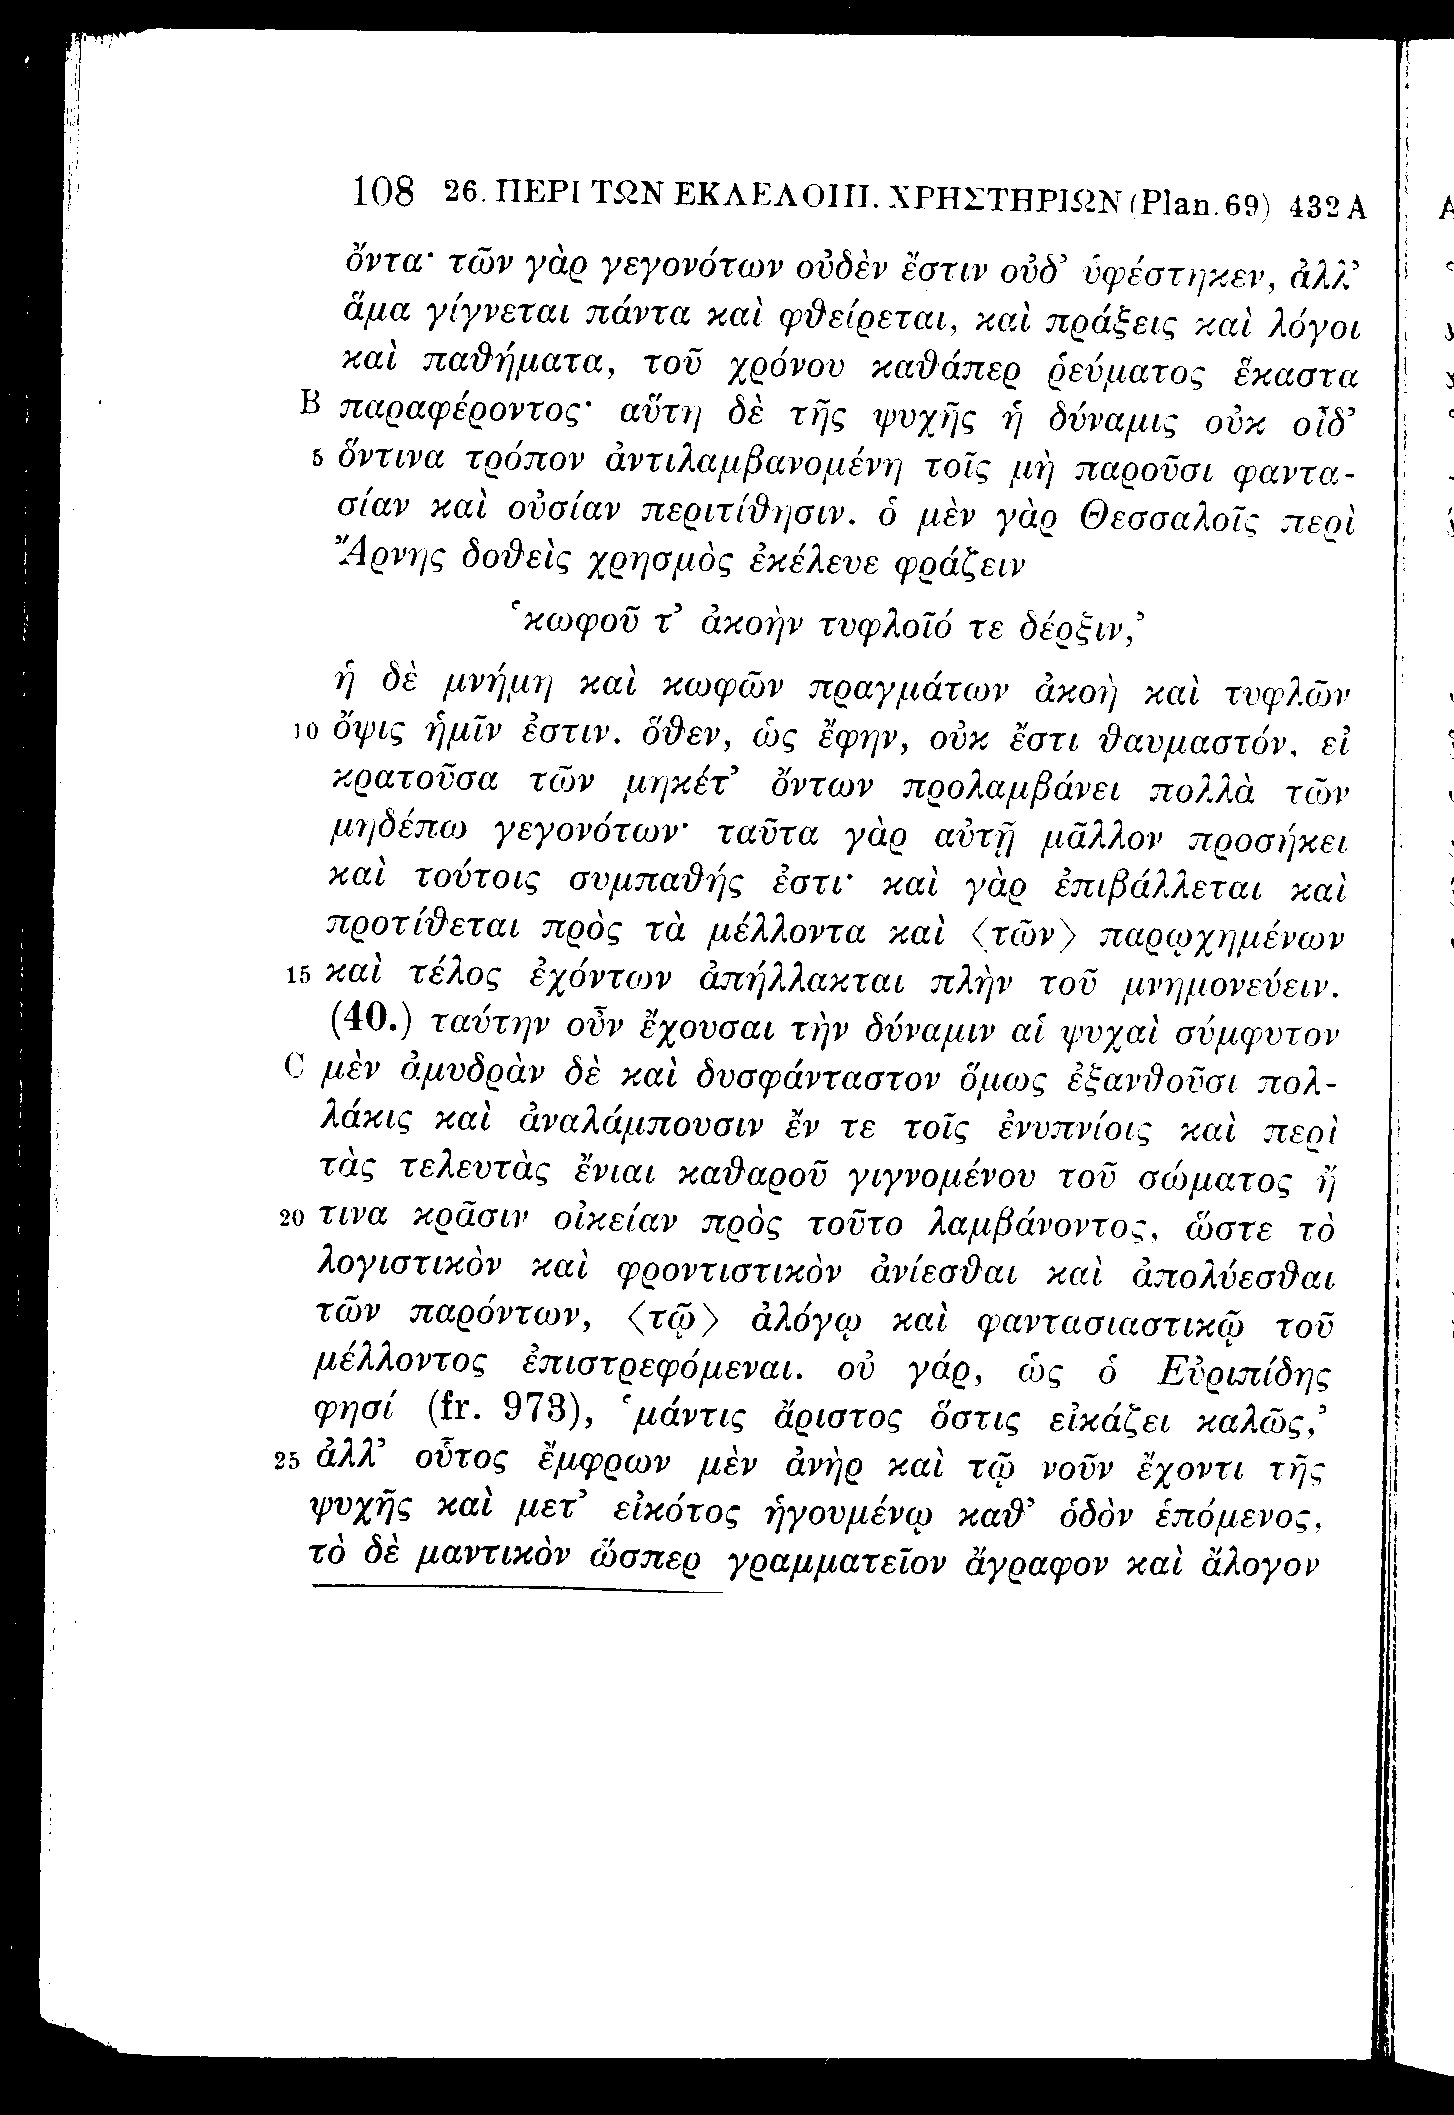 108 26. ΠΕΡΙ ΤΩΝ ΕΚΛΕΛΟΙΠ. ΧΡΗΣΤΗΡΙΩΝ (Plan. 69) 432 A
ὄντα· τῶν γὰρ γεγονότων οὐδὲν ἔστιν οὐδ’ ὑφέστηκεν, ἀλλ’
ἅμα γίγνεται πάντα καὶ φθείρεται, καὶ πράξεις καὶ λόγοι
καὶ παθήματα, τοῦ χρόνου καθάπερ ῥεύματος ἕκαστα
B παραφέροντος· αὕτη δὲ τῆς ψυχῆς ἡ δύναμις οὐκ οἶδ’
5 ὅντινα τρόπον ἀντιλαμβανομένη τοῖς μὴ παροῦσι φαντα-
σίαν καὶ οὐσίαν περιτίθησιν. ὁ μὲν γὰρ Θεσσαλοῖς περὶ
Ἄρνης δοθεὶς χρησμὸς ἐκέλευε φράζειν
‘κωφοῦ τ’ ἀκοὴν τυφλοῖό τε δέρξιν,’
ἡ δὲ μνήμη καὶ κωφῶν πραγμάτων ἀκοὴ καὶ τυφλῶν
10 ὄψις ἡμῖν ἐστιν. ὅθεν, ὡς ἔφην, οὐκ ἔστι θαυμαστόν, εἰ
κρατοῦσα τῶν μηκέτ’ ὄντων προλαμβάνει πολλὰ τῶν
μηδέπω γεγονότων· ταῦτα γὰρ αὐτῇ μᾶλλον προσήκει
καὶ τούτοις συμπαθής ἐστι· καὶ γὰρ ἐπιβάλλεται καὶ
προτίθεται πρὸς τὰ μέλλοντα καὶ ⟨τῶν⟩ παρῳχημένων
15 καὶ τέλος ἐχόντων ἀπήλλακται πλὴν τοῦ μνημονεύειν.
(40.) ταύτην οὖν ἔχουσαι τὴν δύναμιν αἱ ψυχαὶ σύμφυτον
C μὲν ἀμυδρὰν δὲ καὶ δυσφάνταστον ὅμως ἐξανθοῦσι πολ-
λάκις καὶ ἀναλάμπουσιν ἔν τε τοῖς ἐνυπνίοις καὶ περὶ
τὰς τελευτὰς ἔνιαι καθαροῦ γιγνομένου τοῦ σώματος ἤ
20 τινα κρᾶσιν οἰκείαν πρὸς τοῦτο λαμβάνοντος, ὥστε τὸ
λογιστικὸν καὶ φροντιστικὸν ἀνίεσθαι καὶ ἀπολύεσθαι
τῶν παρόντων, ⟨τῷ⟩ ἀλόγῳ καὶ φαντασιαστικῷ τοῦ
μέλλοντος ἐπιστρεφόμεναι. οὐ γάρ, ὡς ὁ Εὐριπίδης
φησί (fr. 973), ‘μάντις ἄριστος ὅστις εἰκάζει καλῶς,’
25 ἀλλ’ οὗτος ἔμφρων μὲν ἀνὴρ καὶ τῷ νοῦν ἔχοντι τῆς
ψυχῆς καὶ μετ’ εἰκότος ἡγουμένῳ καθ’ ὁδὸν ἑπόμενος,
τὸ δὲ μαντικὸν ὥσπερ γραμματεῖον ἄγραφον καὶ ἄλογον